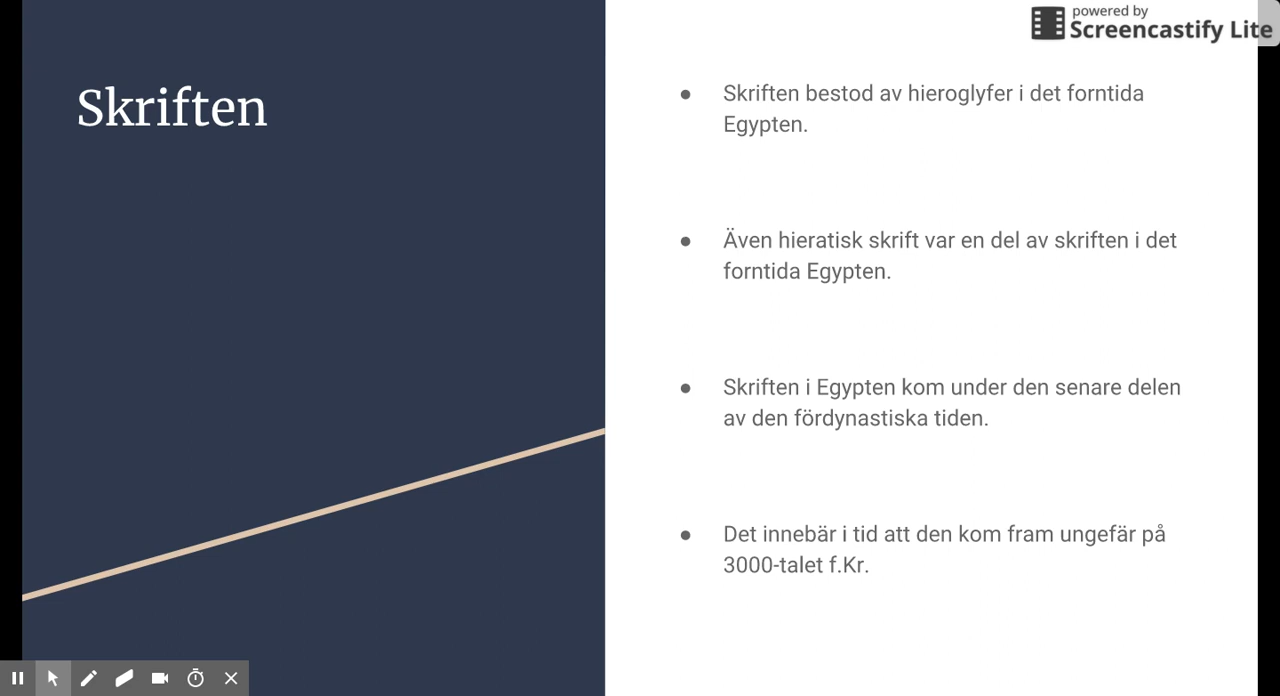 powered by
Screencastify Lite
Skriften
● Skriften bestod av hieroglyfer i det forntida
Egypten.
● Även hieratisk skrift var en del av skriften i det
forntida Egypten.
● Skriften i Egypten kom under den senare delen
av den fördynastiska tiden.
● Det innebär i tid att den kom fram ungefär på
3000-talet f.Kr.